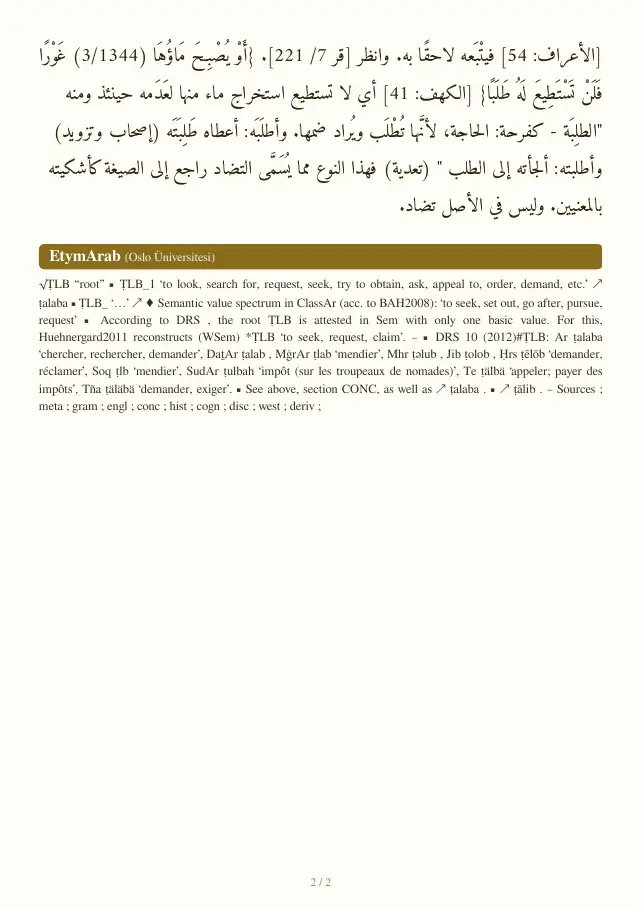 [الأعراف: 54] فيتْبَعه لاحقًا به. وانظر [قر 7/ 221]. {أَوْ يُصْبِحَ مَاؤُهَا (3/1344) غَوْرًا
فَلَنْ تَسْتَطِيعَ لَهُ طَلَبًا} [الكهف: 41] أي لا تستطيع استخراج ماء منها لعَدَمه حينئذ ومنه
"الطلِبَة - كفرحة: الحاجة، لأنَّها تُطْلَب ويُراد ضمها. وأطلَبَه: أعطاه طَلِبَتَه (إصحاب وتزويد)
وأطلبته: ألجأته إلى الطلب " (تعدية) فهذا النوع مما يُسَمَّى التضاد راجع إلى الصيغة كأشكيته
بالمعنيين. وليس في الأصل تضاد.
EtymArab (Oslo Üniversitesi)
√ṬLB “root” ▪ ṬLB_1 ‘to look, search for, request, seek, try to obtain, ask, appeal to, order, demand, etc.’ ↗
ṭalaba ▪ ṬLB_ ‘…’ ↗ ♦ Semantic value spectrum in ClassAr (acc. to BAH2008): ‘to seek, set out, go after, pursue,
request’ ▪ According to DRS , the root ṬLB is attested in Sem with only one basic value. For this,
Huehnergard2011 reconstructs (WSem) *ṬLB ‘to seek, request, claim’. – ▪ DRS 10 (2012)#ṬLB: Ar ṭalaba
‘chercher, rechercher, demander’, DaṯAr ṭalab , MġrAr ṭlab ‘mendier’, Mhr ṭəlub , Jib ṭolob , Ḥrs ṭēlōb ‘demander,
réclamer’, Soq ṭlb ‘mendier’, SudAr ṭulbah ‘impôt (sur les troupeaux de nomades)’, Te ṭälbä ‘appeler; payer des
impôts’, Tña ṭäläbä ‘demander, exiger’. ▪ See above, section CONC, as well as ↗ ṭalaba . ▪ ↗ ṭālib . – Sources ;
meta ; gram ; engl ; conc ; hist ; cogn ; disc ; west ; deriv ;
2 / 2